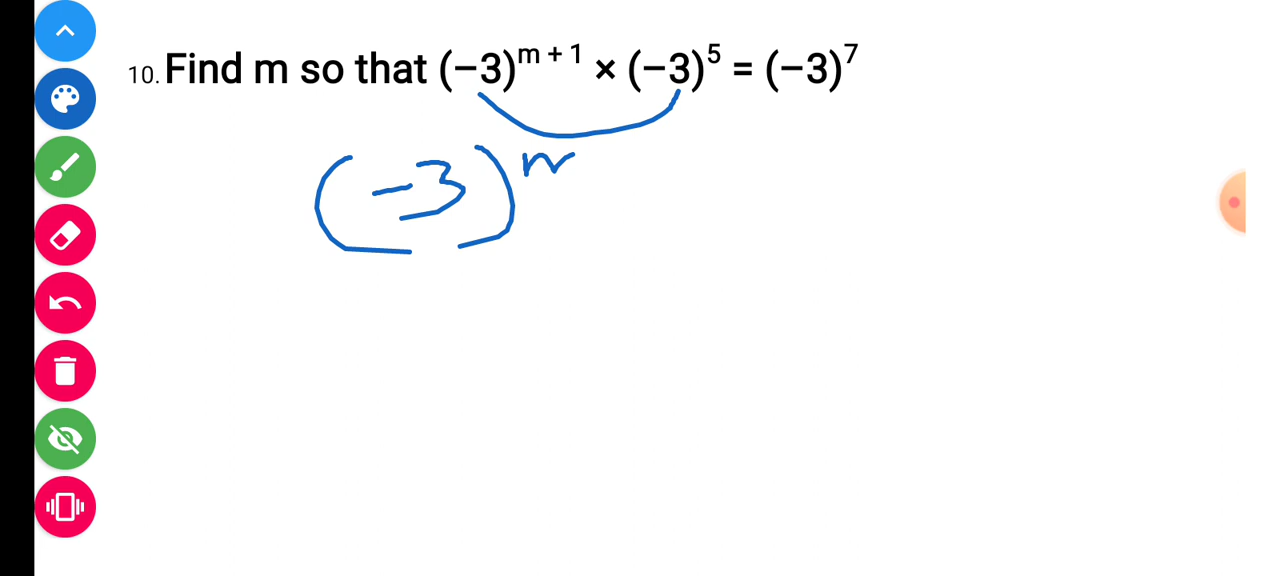 10. Find m so that (−3)^{m + 1} × (−3)^5 = (−3)^7
(−3)^m